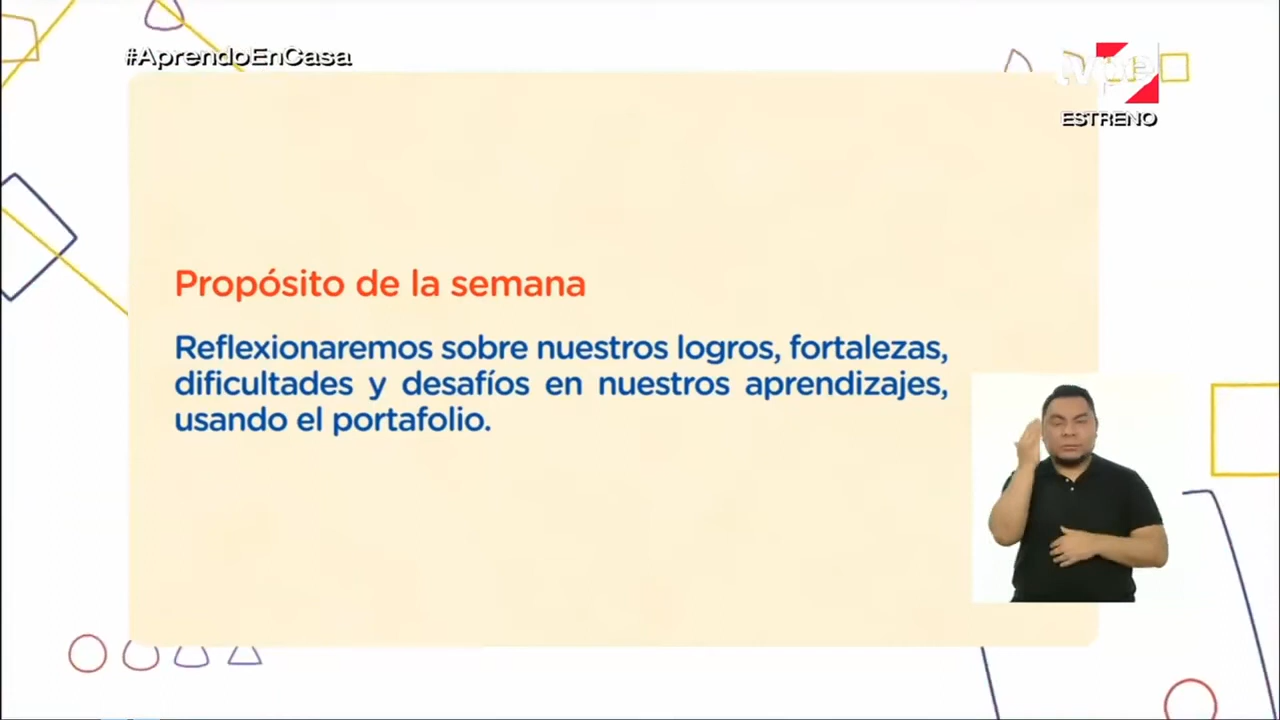 #AprendoEnCasa
tvpe
ESTRENO
Propósito de la semana
Reflexionaremos sobre nuestros logros, fortalezas,
dificultades y desafíos en nuestros aprendizajes,
usando el portafolio.